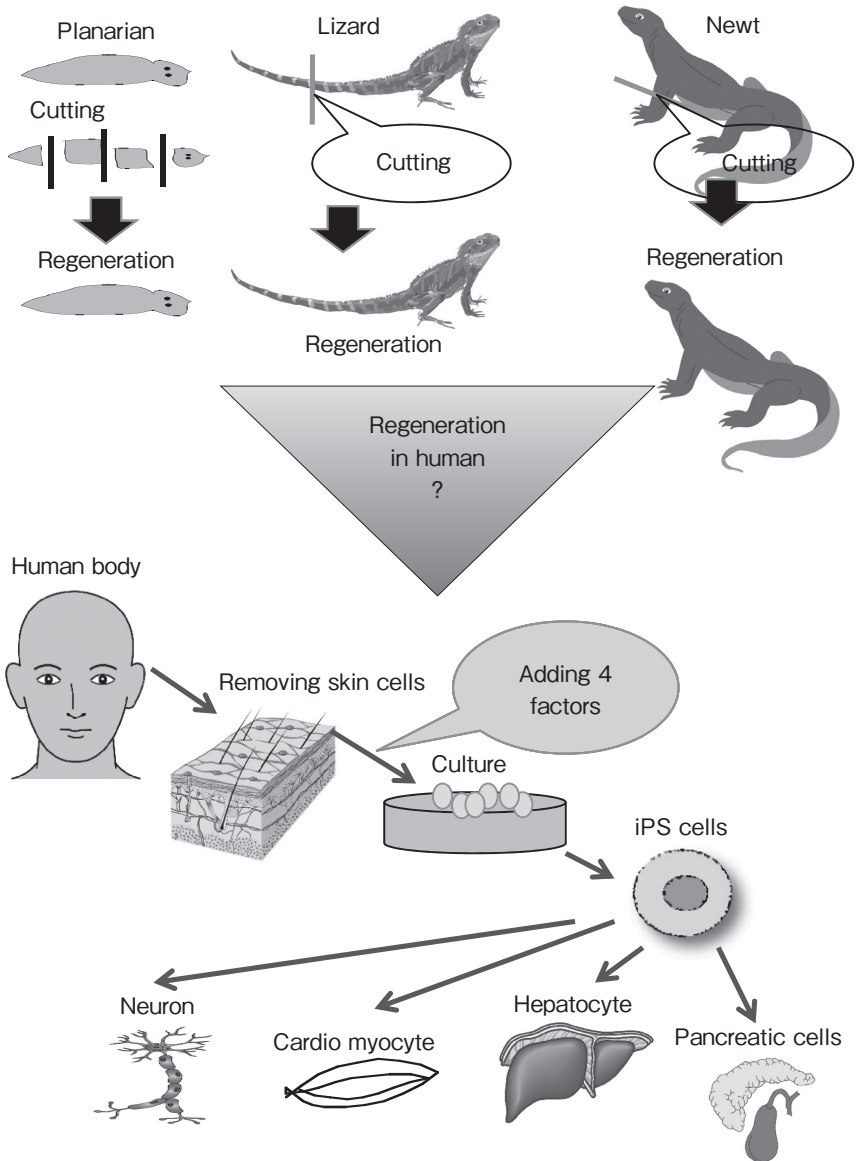 Planarian
Cutting
Regeneration
Lizard
Cutting
Regeneration
Newt
Cutting
Regeneration
Regeneration
in human
?
Human body
Removing skin cells
Adding 4
factors
Culture
iPS cells
Neuron
Cardio myocyte
Hepatocyte
Pancreatic cells